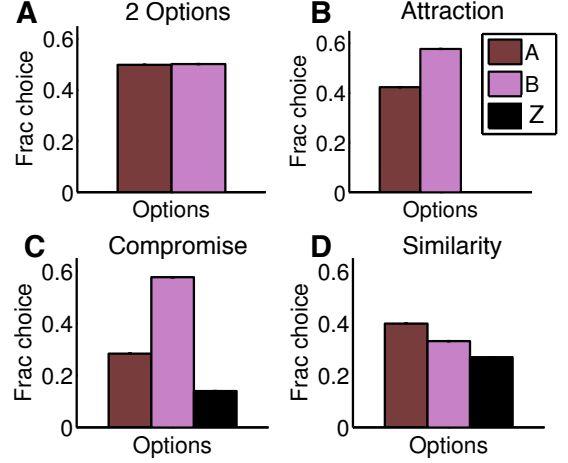 A 2 Options
0.6
0.4
0.2
0
Frac choice
Options
B Attraction
0.6
0.4
0.2
0
Frac choice
Options
A
B
Z
C Compromise
0.6
0.4
0.2
0
Frac choice
Options
D Similarity
0.6
0.4
0.2
0
Frac choice
Options